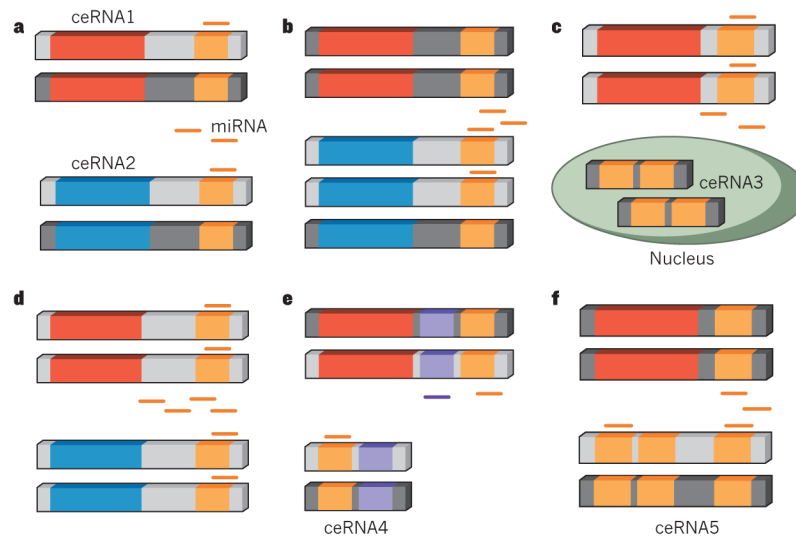 a
ceRNA1
miRNA
ceRNA2
b
c
ceRNA3
Nucleus
d
e
ceRNA4
f
ceRNA5